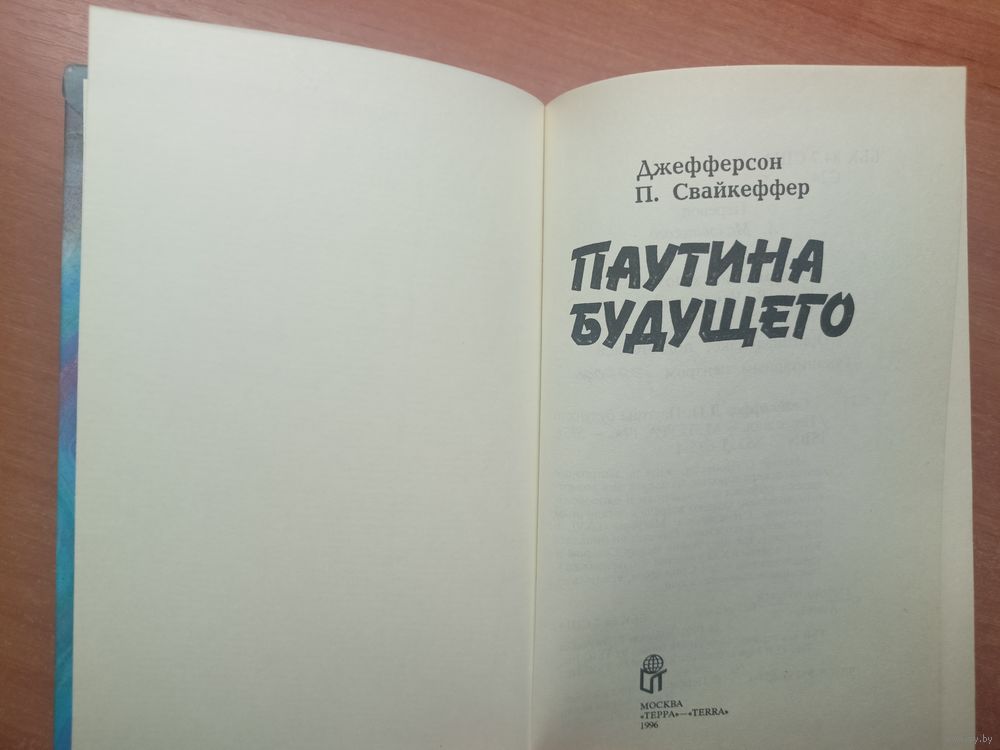 Джефферсон
П. Свайкеффер
ПАУТИНА
БУДУЩЕГО
МОСКВА
«ТЕРРА»—«TERRA»
1996